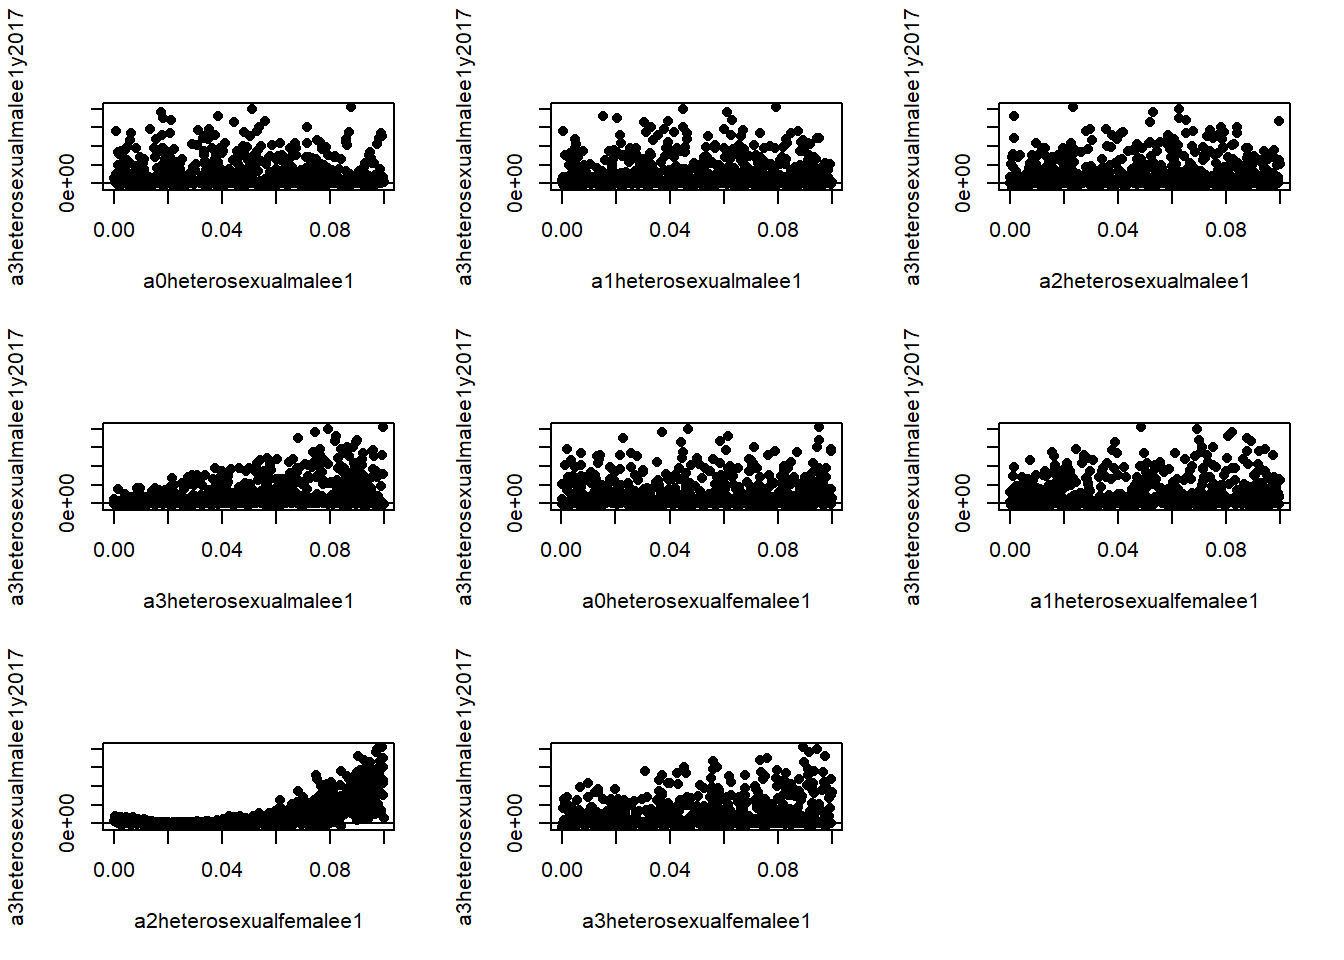 a3heterosexualmalee1y2017
0e+00
0.00 0.04 0.08
a0heterosexualmalee1
a3heterosexualmalee1y2017
0e+00
0.00 0.04 0.08
a1heterosexualmalee1
a3heterosexualmalee1y2017
0e+00
0.00 0.04 0.08
a2heterosexualmalee1
a3heterosexualmalee1y2017
0e+00
0.00 0.04 0.08
a3heterosexualmalee1
a3heterosexualmalee1y2017
0e+00
0.00 0.04 0.08
a0heterosexualfemalee1
a3heterosexualmalee1y2017
0e+00
0.00 0.04 0.08
a1heterosexualfemalee1
a3heterosexualmalee1y2017
0e+00
0.00 0.04 0.08
a2heterosexualfemalee1
a3heterosexualmalee1y2017
0e+00
0.00 0.04 0.08
a3heterosexualfemalee1